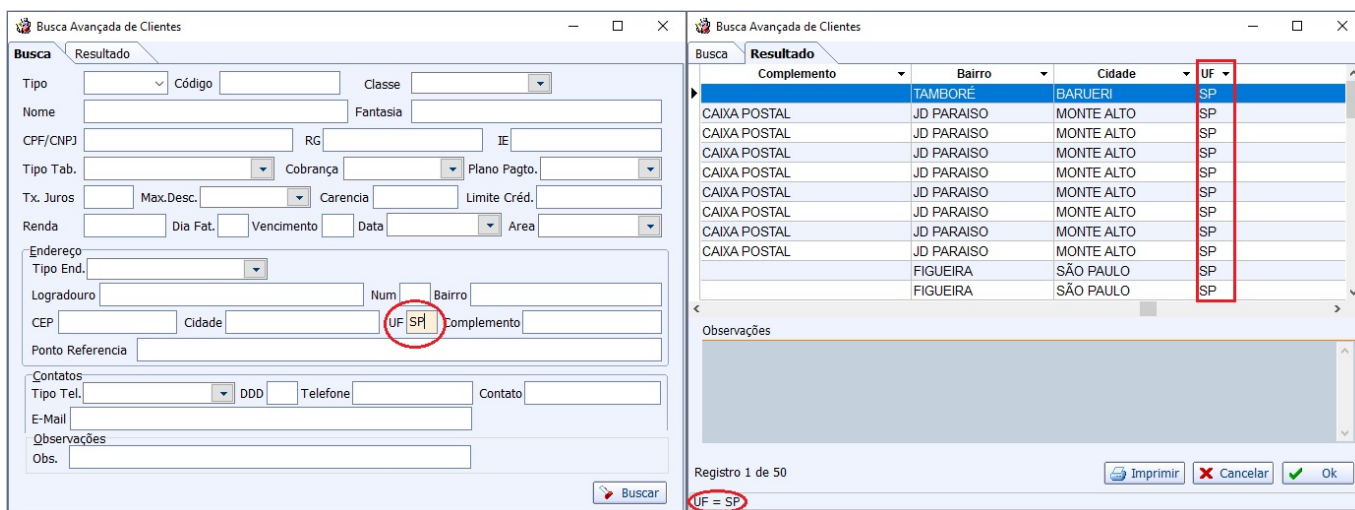 Busca Avançada de Clientes
Busca Resultado
Tipo Código Classe
Nome Fantasia
CPF/CNPJ RG IE
Tipo Tab. Cobrança Plano Pagto.
Tx. Juros Max.Desc. Carencia Limite Créd.
Renda Dia Fat. Vencimento Data Area
Endereço
Tipo End.
Logradouro Num Bairro
CEP Cidade UF SP Complemento
Ponto Referencia
Contatos
Tipo Tel. DDD Telefone Contato
E-Mail
Observações
Obs.
Buscar
Busca Avançada de Clientes
Busca Resultado
Complemento Bairro Cidade UF
TAMBORÉ BARUERI SP
CAIXA POSTAL JD PARAISO MONTE ALTO SP
CAIXA POSTAL JD PARAISO MONTE ALTO SP
CAIXA POSTAL JD PARAISO MONTE ALTO SP
CAIXA POSTAL JD PARAISO MONTE ALTO SP
CAIXA POSTAL JD PARAISO MONTE ALTO SP
CAIXA POSTAL JD PARAISO MONTE ALTO SP
CAIXA POSTAL JD PARAISO MONTE ALTO SP
CAIXA POSTAL JD PARAISO MONTE ALTO SP
FIGUEIRA SÃO PAULO SP
FIGUEIRA SÃO PAULO SP
Observações
Registro 1 de 50 Imprimir Cancelar Ok
UF = SP